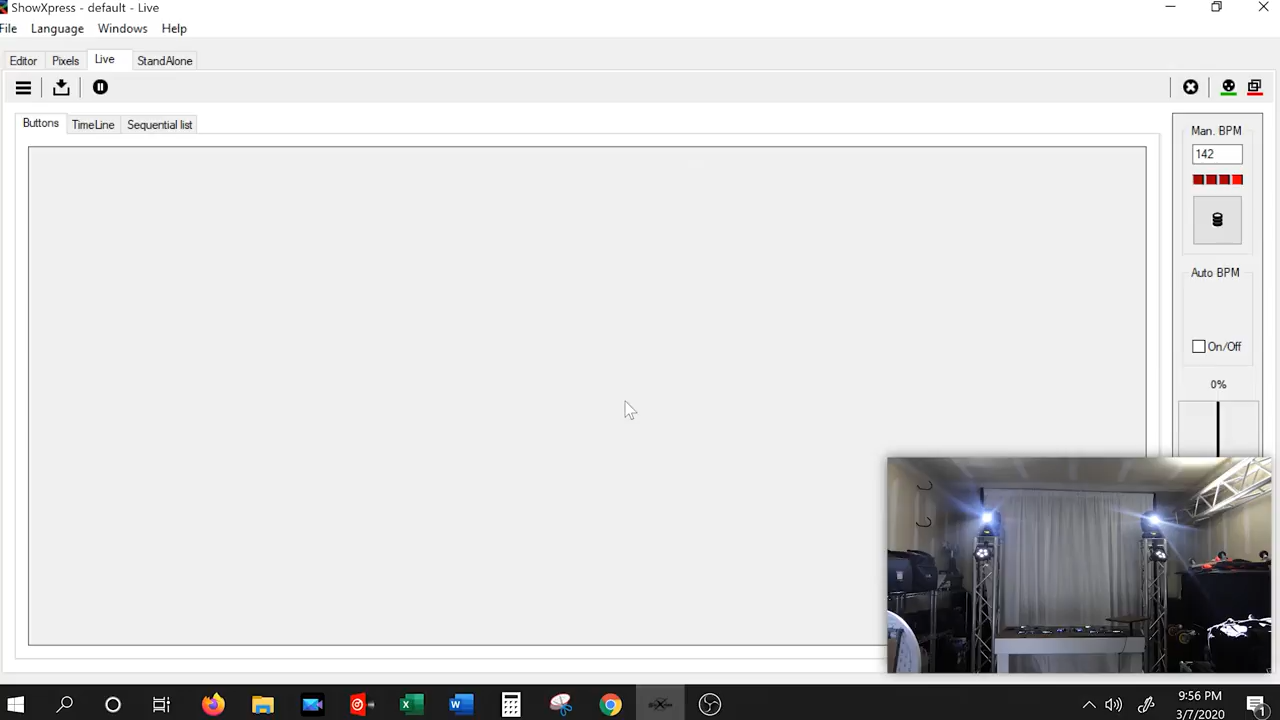 ShowXpress - default - Live
File Language Windows Help
Editor Pixels Live StandAlone
Buttons TimeLine Sequential list
Man. BPM
142
Auto BPM
On/Off
0%
9:56 PM
3/7/2020
1